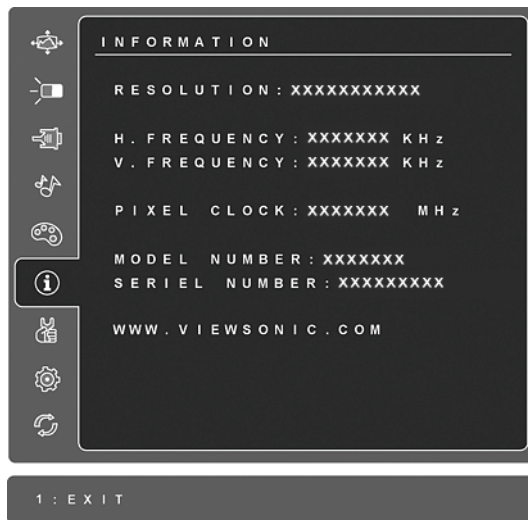 INFORMATION
RESOLUTION: XXXXXXXXXXX
H. FREQUENCY: XXXXXXX KHz
V. FREQUENCY: XXXXXXX KHz
PIXEL CLOCK: XXXXXXX MHz
MODEL NUMBER: XXXXXXX
SERIEL NUMBER: XXXXXXXXX
WWW.VIEWSONIC.COM
1:EXIT